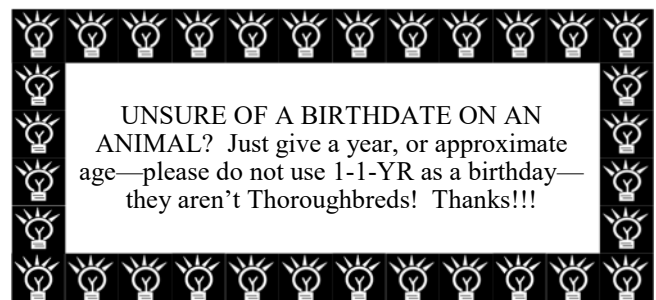 UNSURE OF A BIRTHDATE ON AN
ANIMAL?  Just give a year, or approximate
age—please do not use 1-1-YR as a birthday—
they aren’t Thoroughbreds!  Thanks!!!